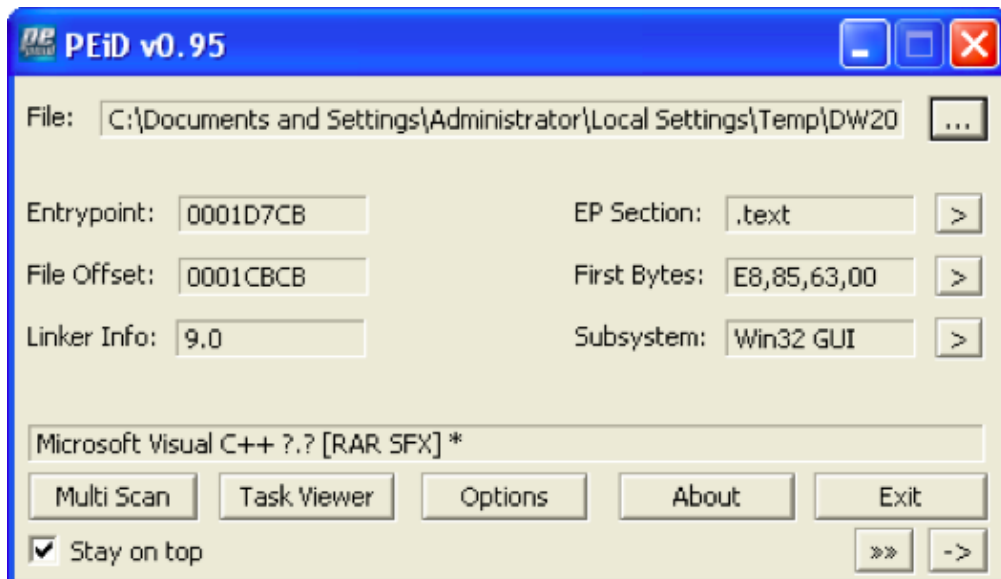 PEiD v0.95
File: C:\Documents and Settings\Administrator\Local Settings\Temp\DW20 ...
Entrypoint: 0001D7CB EP Section: .text >
File Offset: 0001CBCB First Bytes: E8,85,63,00 >
Linker Info: 9.0 Subsystem: Win32 GUI >
Microsoft Visual C++ ?.? [RAR SFX] *
Multi Scan Task Viewer Options About Exit
Stay on top »» ->